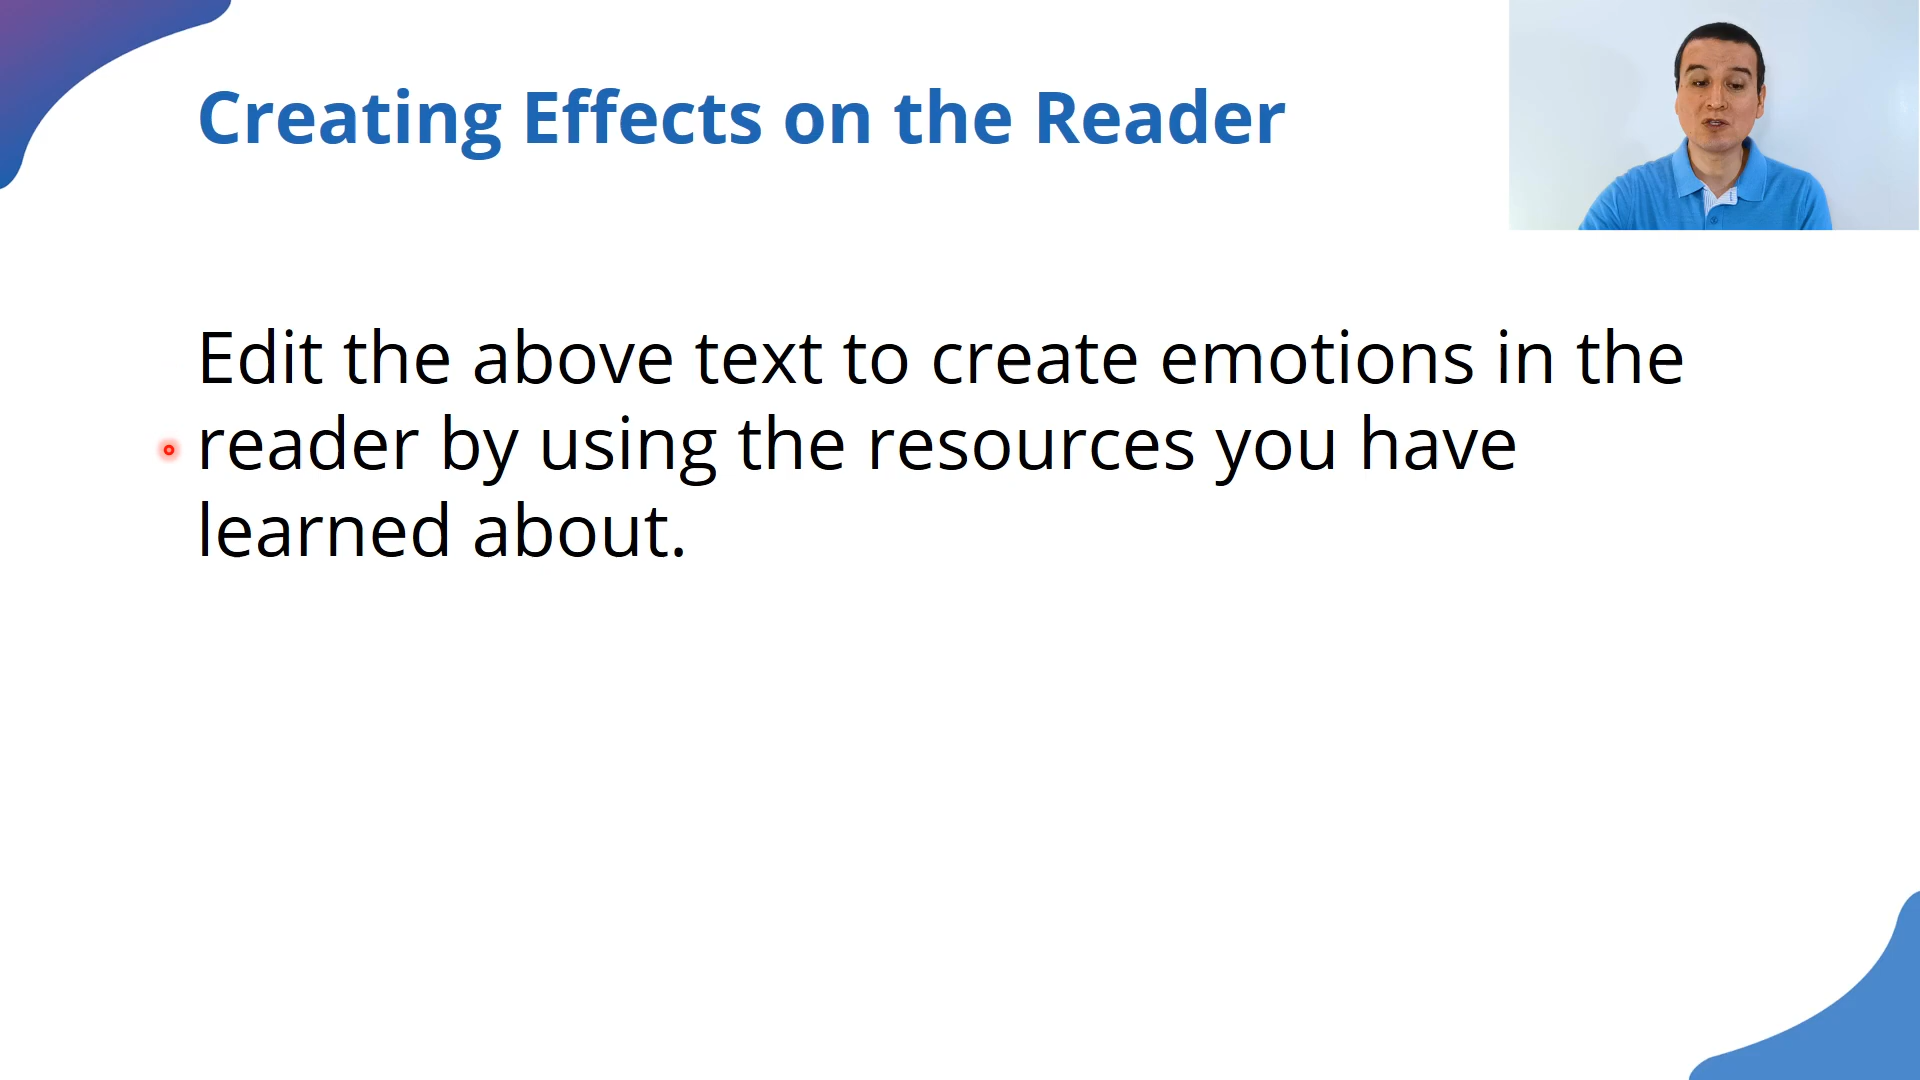 Creating Effects on the Reader
Edit the above text to create emotions in the
reader by using the resources you have
learned about.